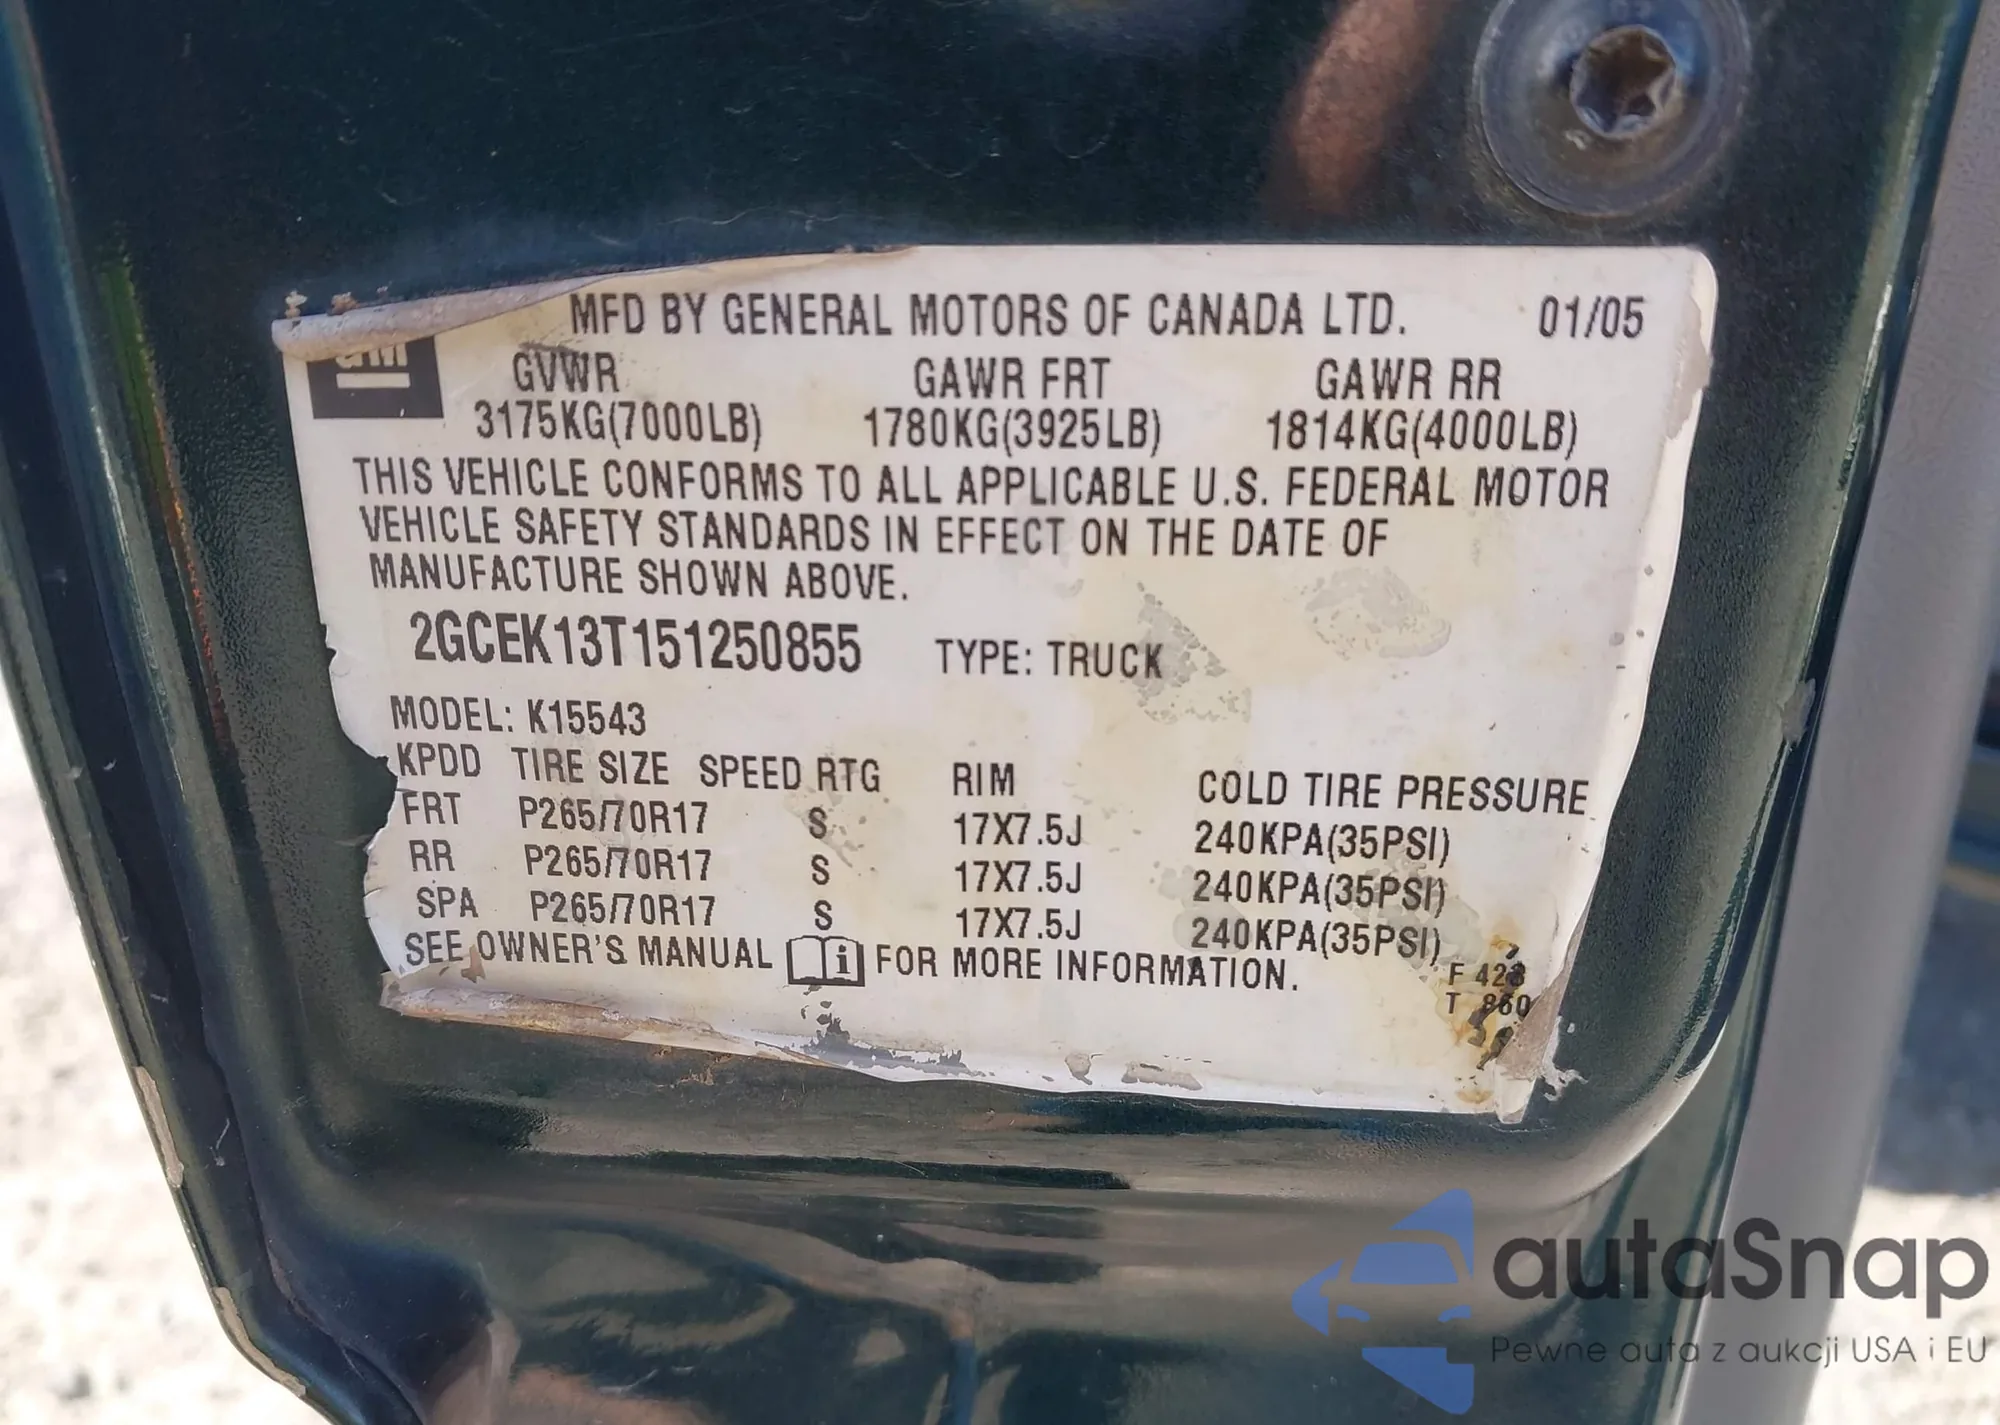 MFD BY GENERAL MOTORS OF CANADA LTD. 01/05
GM
GVWR GAWR FRT GAWR RR
3175KG(7000LB) 1780KG(3925LB) 1814KG(4000LB)
THIS VEHICLE CONFORMS TO ALL APPLICABLE U.S. FEDERAL MOTOR
VEHICLE SAFETY STANDARDS IN EFFECT ON THE DATE OF
MANUFACTURE SHOWN ABOVE.
2GCEK13T151250855 TYPE: TRUCK
MODEL: K15543
KPDD TIRE SIZE SPEED RTG RIM COLD TIRE PRESSURE
FRT P265/70R17 S 17X7.5J 240KPA(35PSI)
RR P265/70R17 S 17X7.5J 240KPA(35PSI)
SPA P265/70R17 S 17X7.5J 240KPA(35PSI)
SEE OWNER'S MANUAL i FOR MORE INFORMATION.
F
T
autaSnap
Pewne auta z aukcji USA i EU